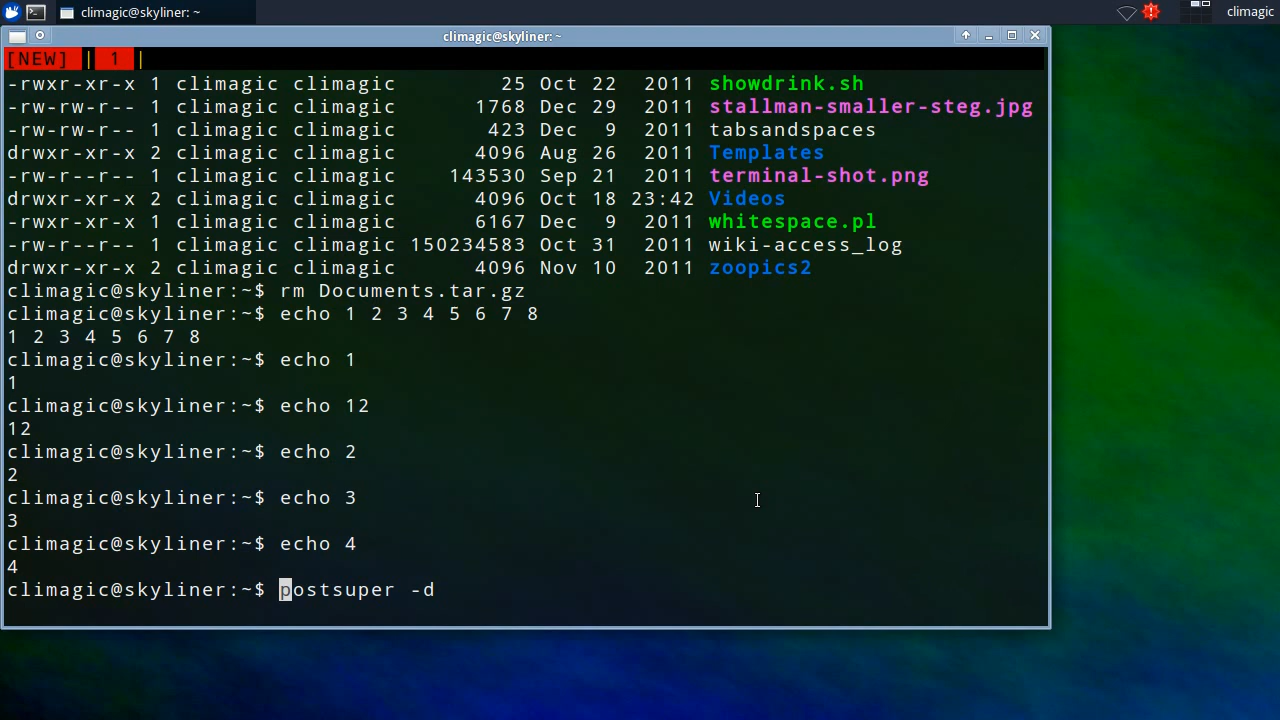 climagic@skyliner: ~
climagic
climagic@skyliner:~
[NEW] | 1 |
-rwxr-xr-x 1 climagic climagic        25 Oct 22  2011 showdrink.sh
-rw-rw-r-- 1 climagic climagic      1768 Dec 29  2011 stallman-smaller-steg.jpg
-rw-rw-r-- 1 climagic climagic       423 Dec  9  2011 tabsandspaces
drwxr-xr-x 2 climagic climagic      4096 Aug 26  2011 Templates
-rw-r--r-- 1 climagic climagic    143530 Sep 21  2011 terminal-shot.png
drwxr-xr-x 2 climagic climagic      4096 Oct 18 23:42 Videos
-rwxr-xr-x 1 climagic climagic      6167 Dec  9  2011 whitespace.pl
-rw-r--r-- 1 climagic climagic 150234583 Oct 31  2011 wiki-access_log
drwxr-xr-x 2 climagic climagic      4096 Nov 10  2011 zoopics2
climagic@skyliner:~$ rm Documents.tar.gz
climagic@skyliner:~$ echo 1 2 3 4 5 6 7 8
1 2 3 4 5 6 7 8
climagic@skyliner:~$ echo 1
1
climagic@skyliner:~$ echo 12
12
climagic@skyliner:~$ echo 2
2
climagic@skyliner:~$ echo 3
3
climagic@skyliner:~$ echo 4
4
climagic@skyliner:~$ postsuper -d